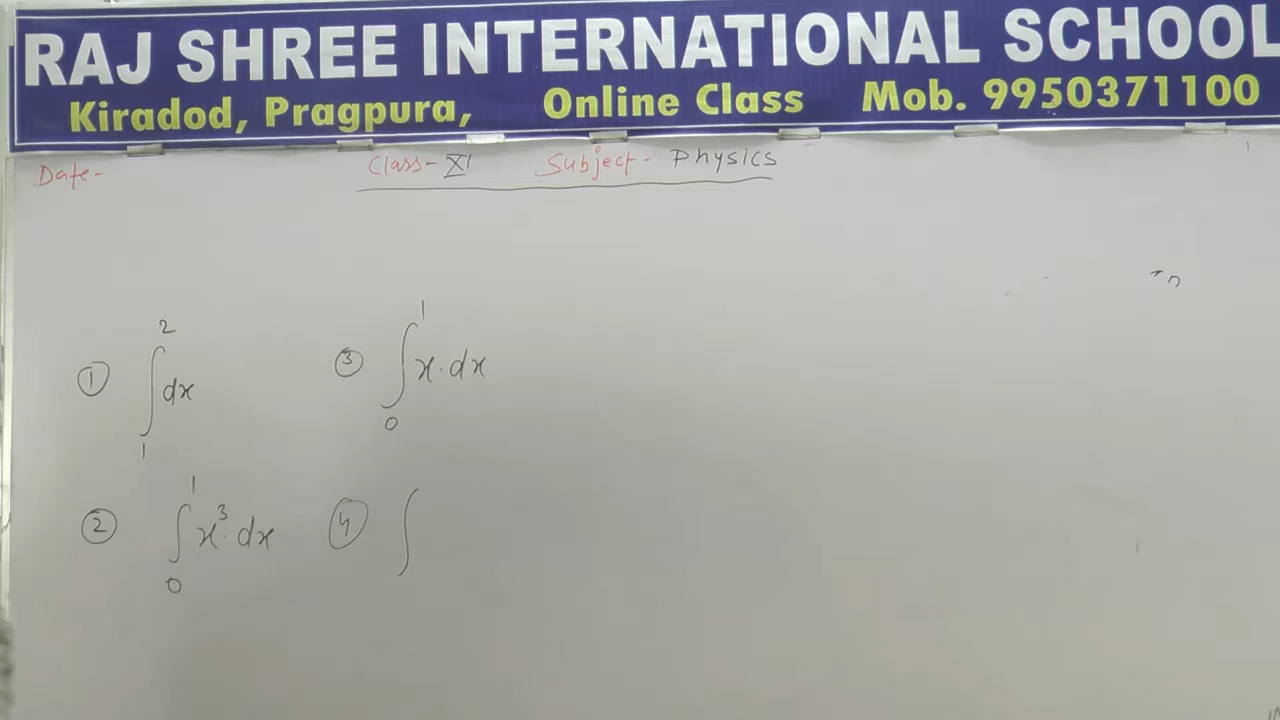 RAJ SHREE INTERNATIONAL SCHOOL
Kiradod, Pragpura, Online Class Mob. 9950371100
Date- Class-XI Subject- Physics
① ∫₁² dx
③ ∫₀¹ x·dx
② ∫₀¹ x³·dx
④ ∫